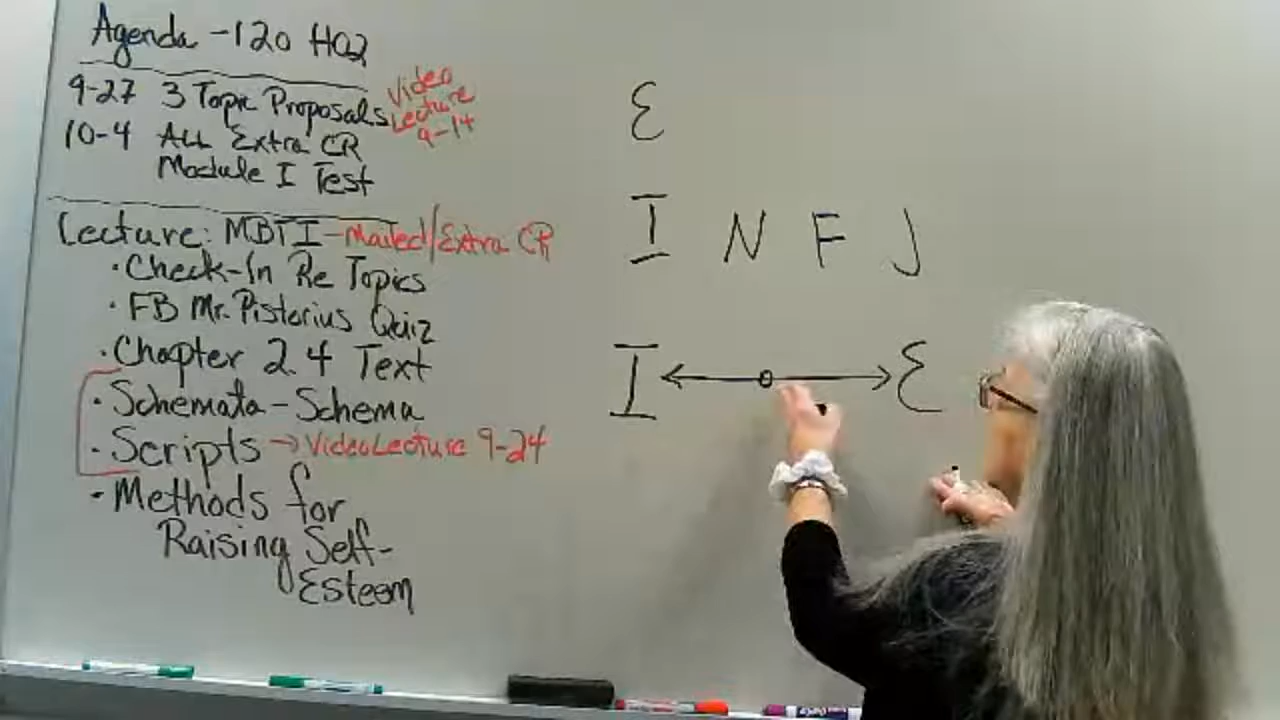 Agenda - 120 HO2
9-27 3 Topic Proposals Video Lecture 9-14
10-4 ALL Extra CR
Module I Test
Lecture: MBTI - Mailed/Extra CR
· Check-In Re Topics
· FB Mr. Pistorius Quiz
· Chapter 2.4 Text
· Schemata - Schema
· Scripts → Video Lecture 9-24
· Methods for
Raising Self-
Esteem
E
I N F J
I ↔ E